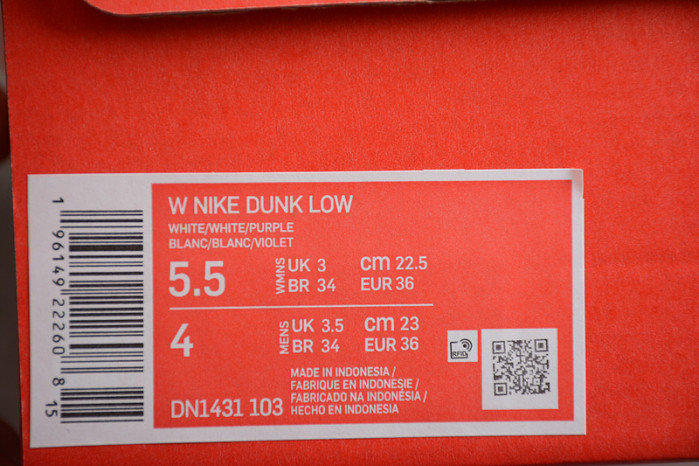 W NIKE DUNK LOW
WHITE/WHITE/PURPLE
BLANC/BLANC/VIOLET
5.5 WMNS UK 3 cm 22.5
BR 34 EUR 36
4 MENS UK 3.5 cm 23
BR 34 EUR 36
RFID
MADE IN INDONESIA /
FABRIQUE EN INDONESIE /
FABRICADO NA INDONÉSIA /
HECHO EN INDONESIA
DN1431 103
1 96149 22260 8 15